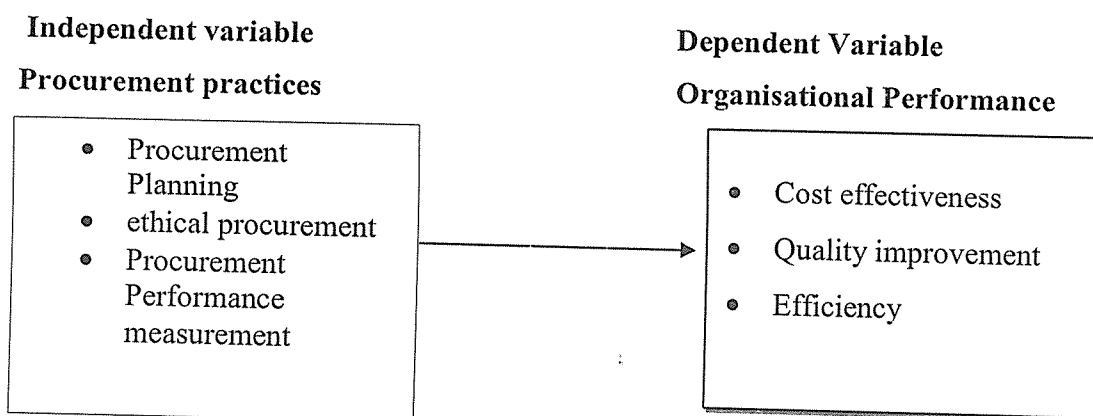 Independent variable
Procurement practices
• Procurement
Planning
• ethical procurement
• Procurement
Performance
measurement
Dependent Variable
Organisational Performance
• Cost effectiveness
• Quality improvement
• Efficiency